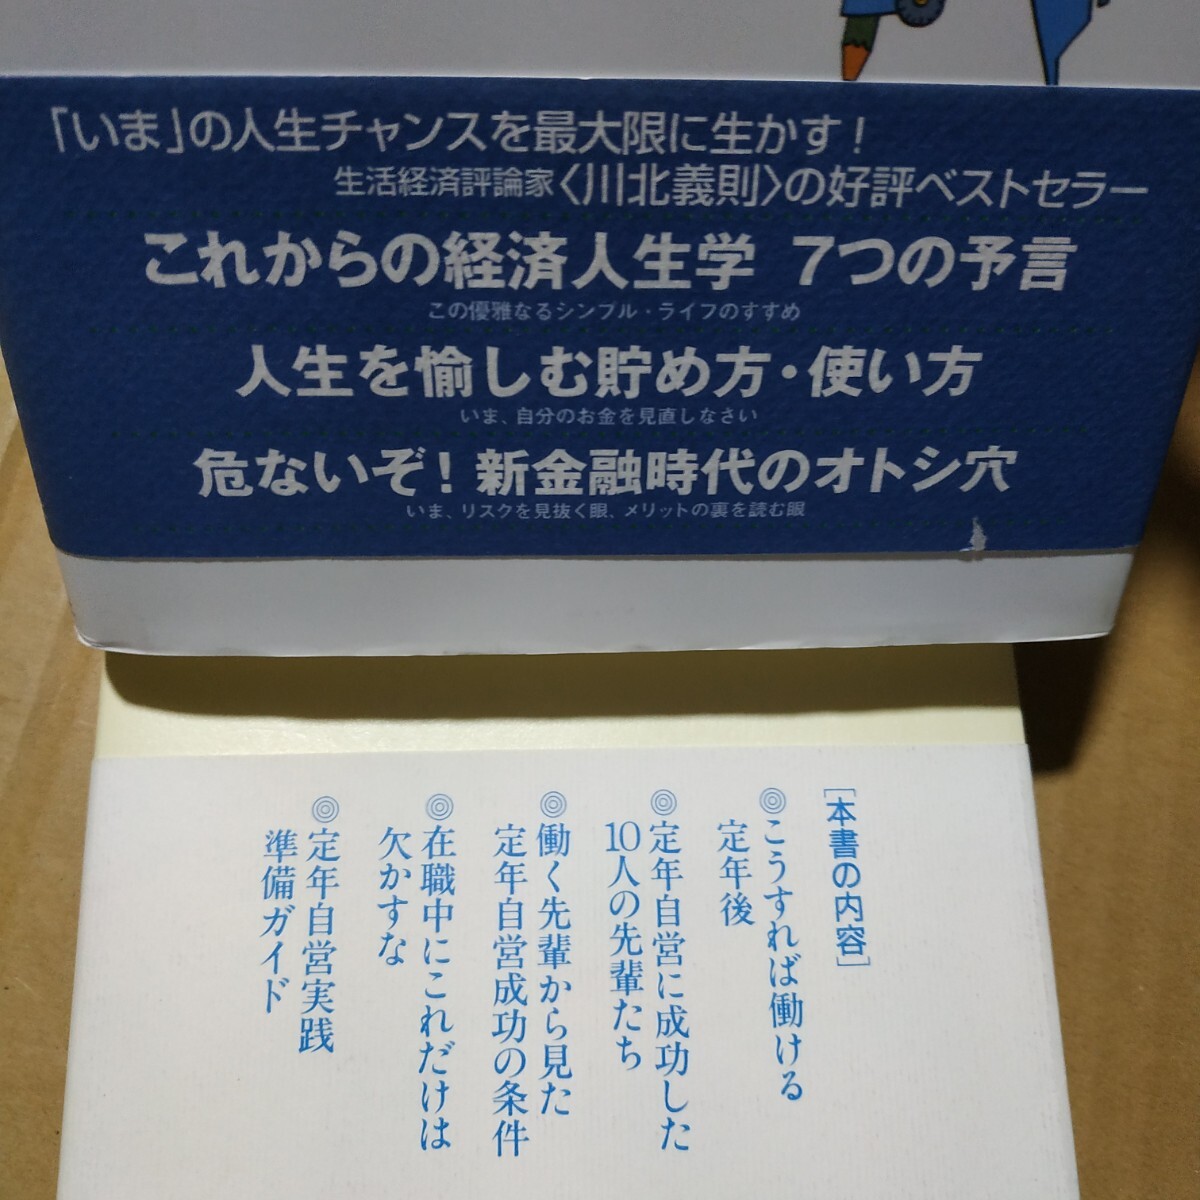 「いま」の人生チャンスを最大限に生かす！
生活経済評論家〈川北義則〉の好評ベストセラー
これからの経済人生学 7つの予言
この優雅なるシンプル・ライフのすすめ
人生を愉しむ貯め方・使い方
いま、自分のお金を見直しなさい
危ないぞ！新金融時代のオトシ穴
いま、リスクを見抜く眼、メリットの裏を読む眼
［本書の内容］
◎こうすれば働ける
定年後
◎定年自営に成功した
10人の先輩たち
◎働く先輩から見た
定年自営成功の条件
◎在職中にこれだけは
欠かすな
◎定年自営実践
準備ガイド